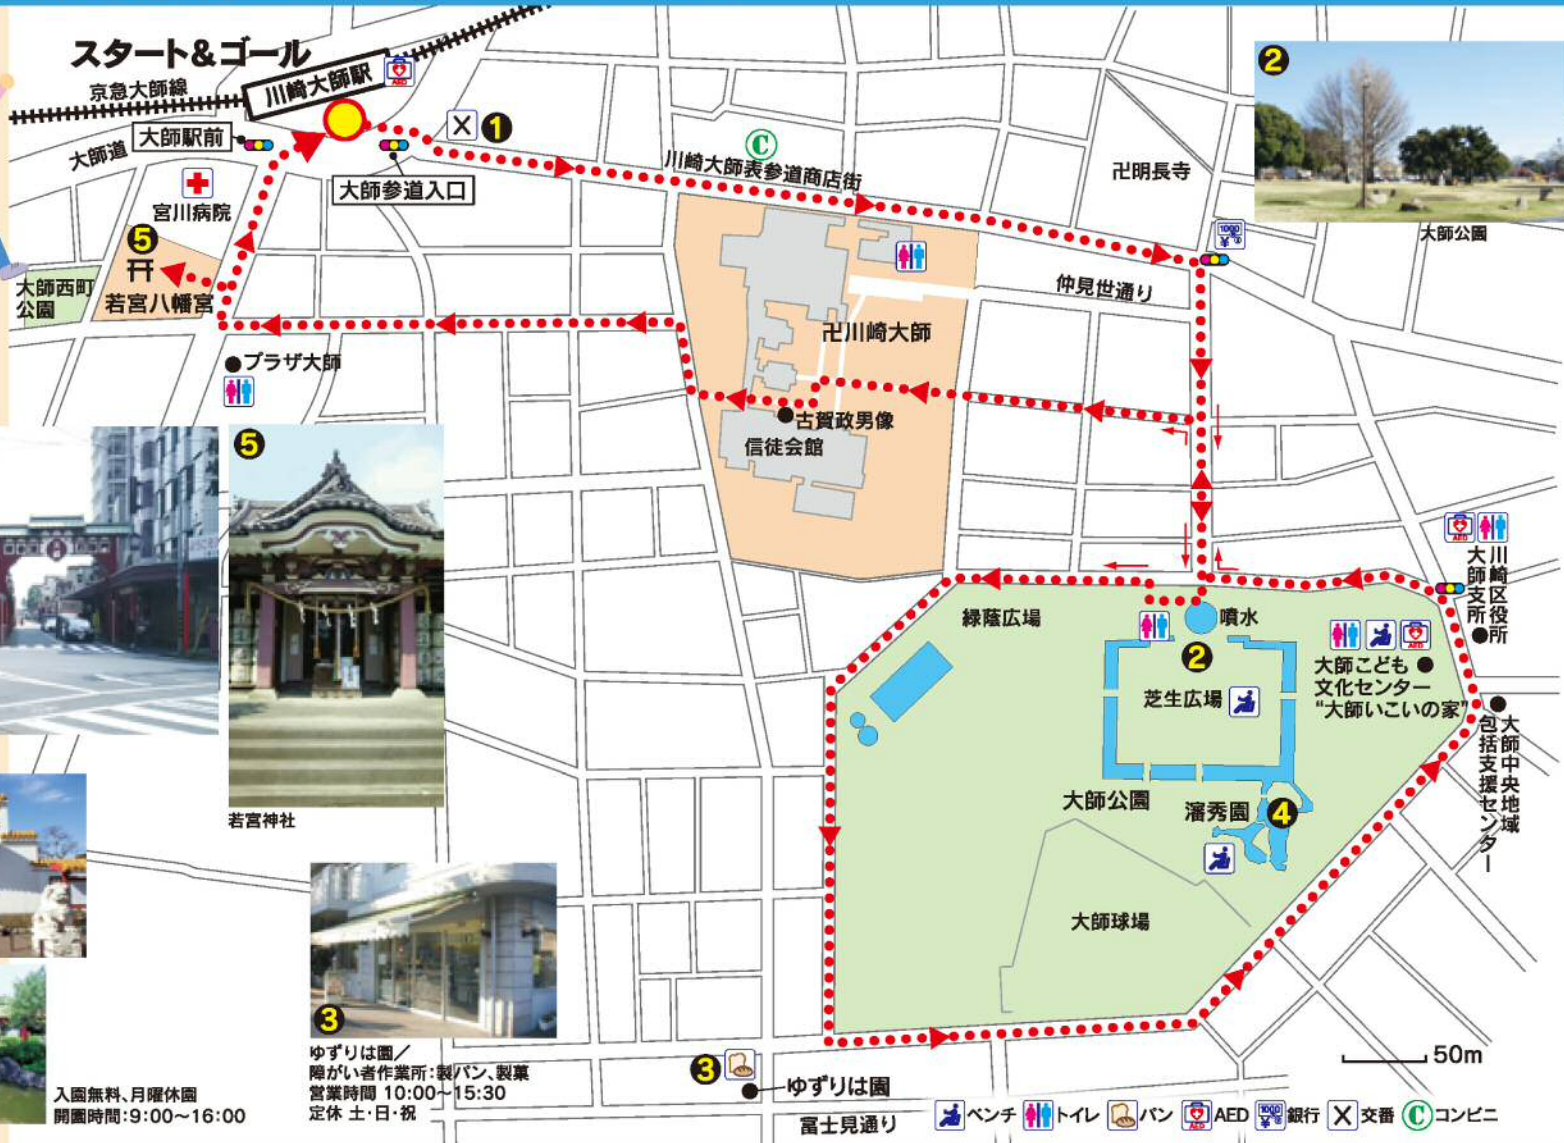 スタート&ゴール
京急大師線
川崎大師駅
AED
大師駅前
大師道
大師参道入口
X
1
C
川崎大師表参道商店街
卍明長寺
2
大師公園
1000
¥
宮川病院
5
若宮八幡宮
大師西町
公園
仲見世通り
卍川崎大師
プラザ大師
古賀政男像
信徒会館
5
若宮神社
緑蔭広場
噴水
2
芝生広場
大師公園
瀋秀園
4
大師球場
AED
大師こども
文化センター
“大師いこいの家”
AED
川崎区役所
大師支所
大師中央地域
包括支援センター
3
ゆずりは園/
障がい者作業所:製パン、製菓
営業時間 10:00~15:30
定休 土・日・祝
入園無料、月曜休園
開園時間:9:00~16:00
3
ゆずりは園
富士見通り
50m
ベンチ トイレ パン AED 銀行 X 交番 C コンビニ